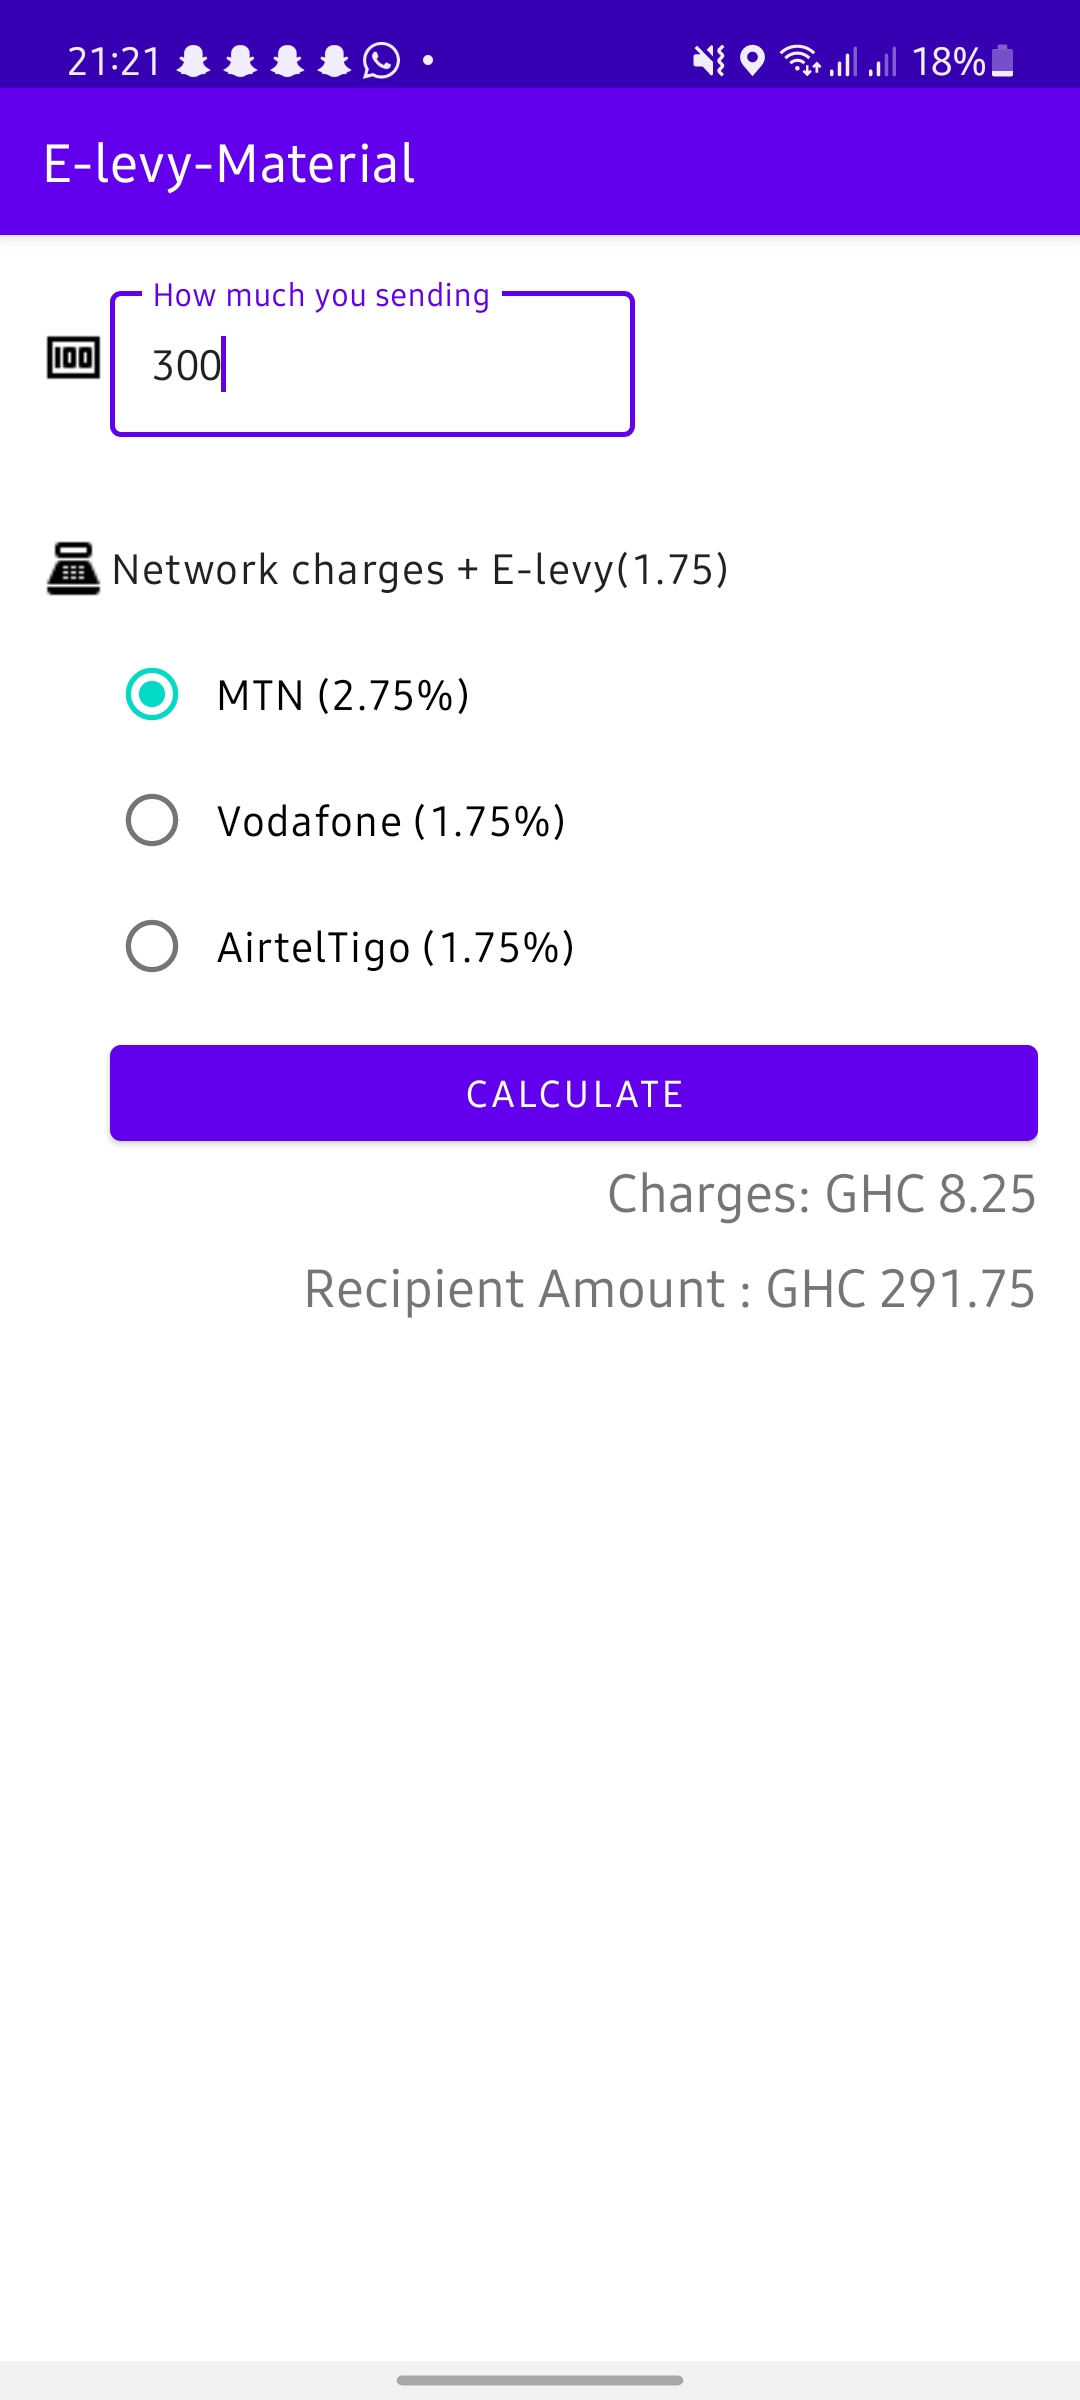 21:21 18%
E-levy-Material
How much you sending
100 300
Network charges + E-levy(1.75)
MTN (2.75%)
Vodafone (1.75%)
AirtelTigo (1.75%)
CALCULATE
Charges: GHC 8.25
Recipient Amount : GHC 291.75